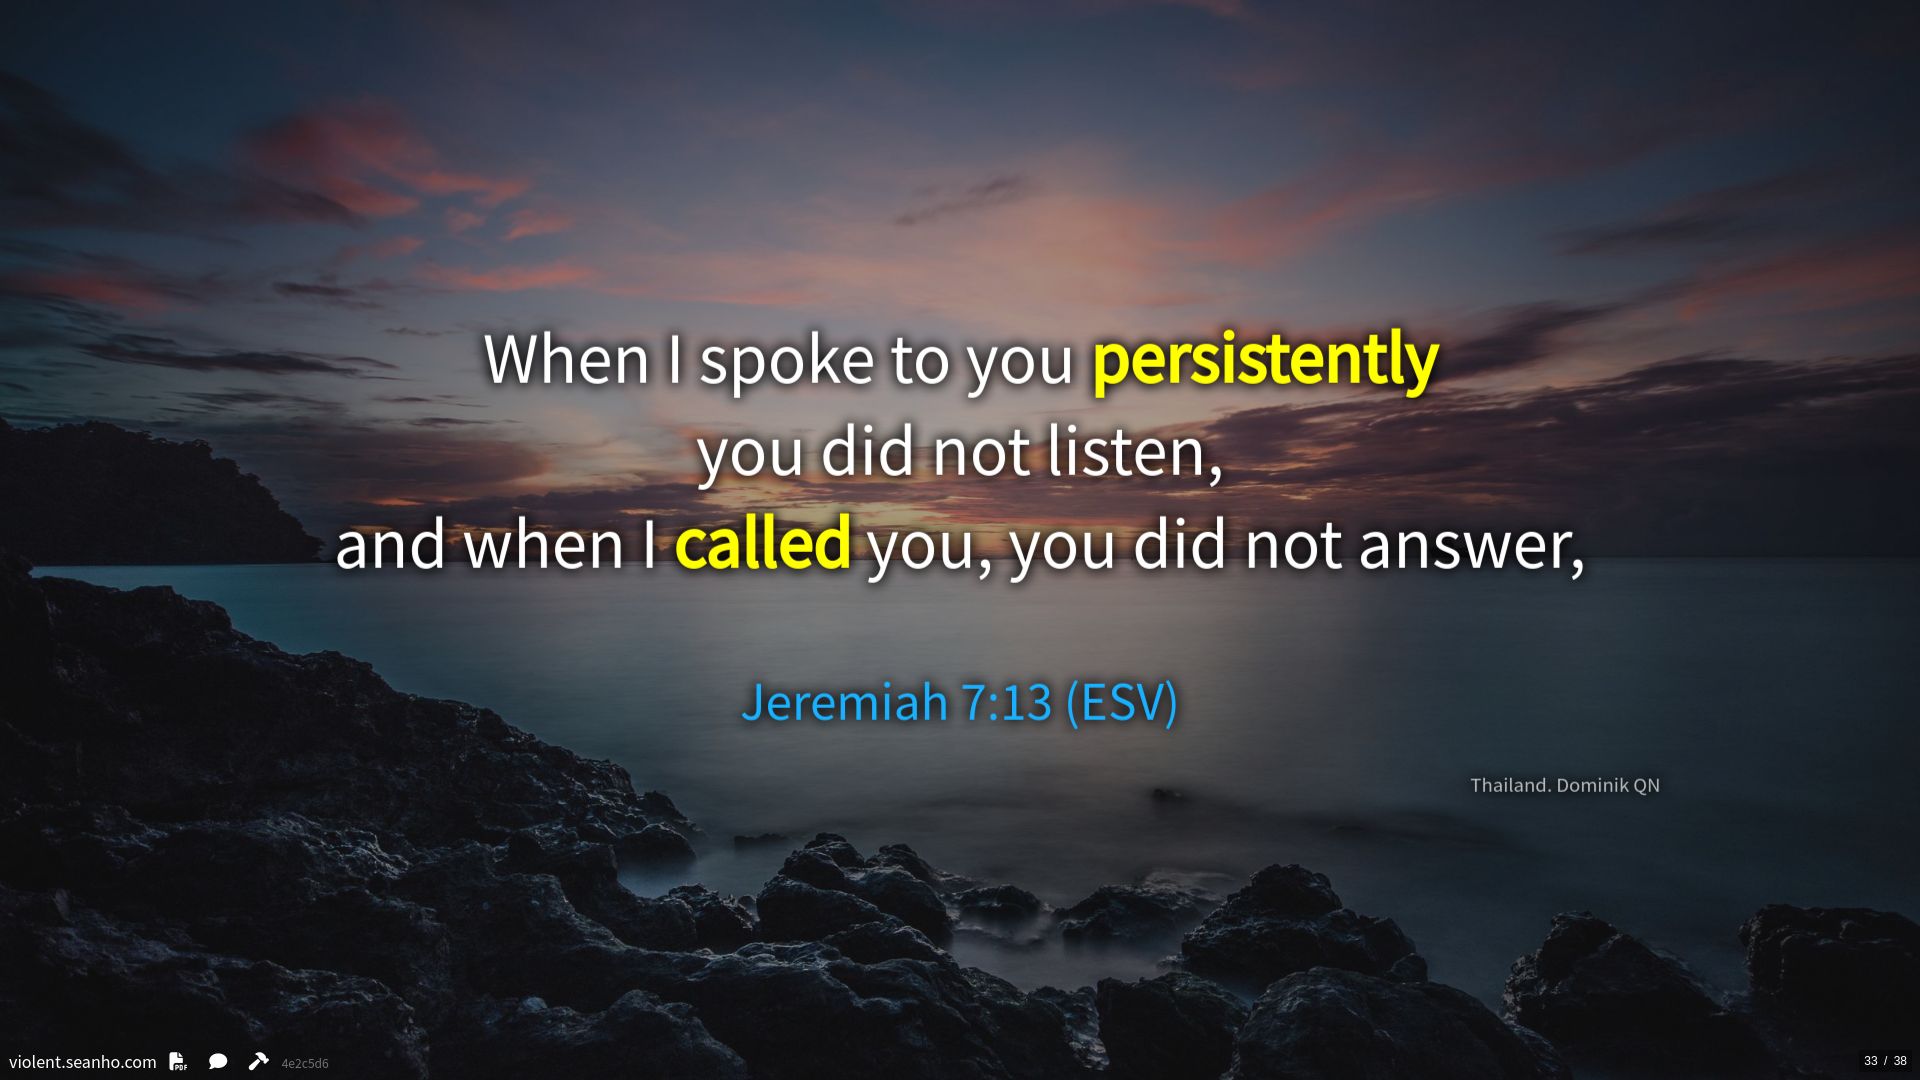 When I spoke to you persistently
you did not listen,
and when I called you, you did not answer,
Jeremiah 7:13 (ESV)
Thailand. Dominik QN
violent.seanho.com PDF 4e2c5d6
33 / 38